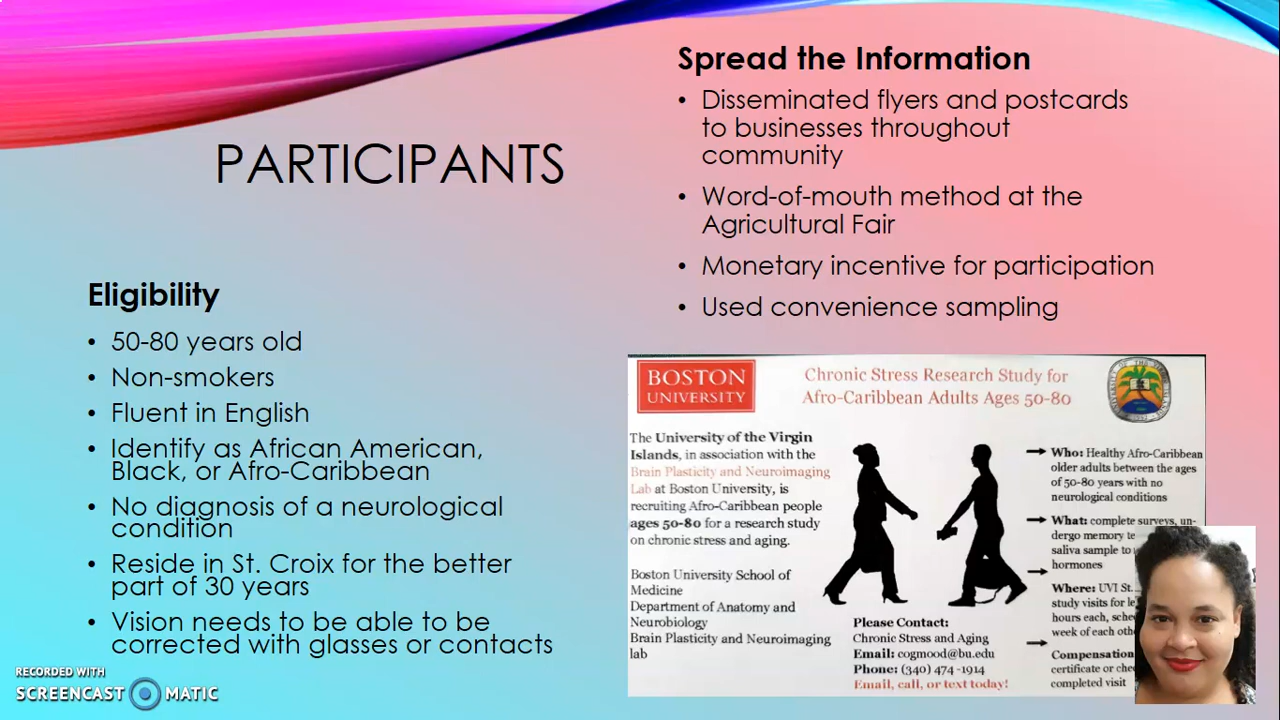 PARTICIPANTS
Eligibility
• 50-80 years old
• Non-smokers
• Fluent in English
• Identify as African American,
Black, or Afro-Caribbean
• No diagnosis of a neurological
condition
• Reside in St. Croix for the better
part of 30 years
• Vision needs to be able to be
corrected with glasses or contacts
Spread the Information
• Disseminated flyers and postcards
to businesses throughout
community
• Word-of-mouth method at the
Agricultural Fair
• Monetary incentive for participation
• Used convenience sampling
BOSTON
UNIVERSITY
Chronic Stress Research Study for
Afro-Caribbean Adults Ages 50-80
The University of the Virgin
Islands, in association with the
Brain Plasticity and Neuroimaging
Lab at Boston University, is
recruiting Afro-Caribbean people
ages 50-80 for a research study
on chronic stress and aging.
Boston University School of
Medicine
Department of Anatomy and
Neurobiology
Brain Plasticity and Neuroimaging
lab
Please Contact:
Chronic Stress and Aging
Email: cogmood@bu.edu
Phone: (340) 474-1914
Email, call, or text today!
Who: Healthy Afro-Caribbean
older adults between the ages
of 50-80 years with no
neurological conditions
What: complete surveys, un-
dergo memory te
saliva sample to
hormones
Where: UVI St.
study visits for le
hours each, sche
week of each oth
Compensation
certificate or che
completed visit
RECORDED WITH
SCREENCAST MATIC